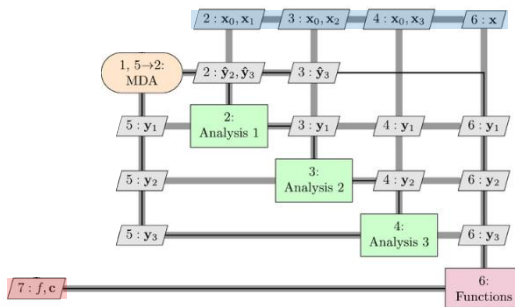 2 : x₀, x₁ 3 : x₀, x₂ 4 : x₀, x₃ 6 : x
1, 5→2:
MDA
2 : ŷ₂, ŷ₃ 3 : ŷ₃
5 : y₁
2:
Analysis 1
3 : y₁ 4 : y₁ 6 : y₁
5 : y₂
3:
Analysis 2
4 : y₂ 6 : y₂
5 : y₃
4:
Analysis 3
6 : y₃
7 : f, c
6:
Functions